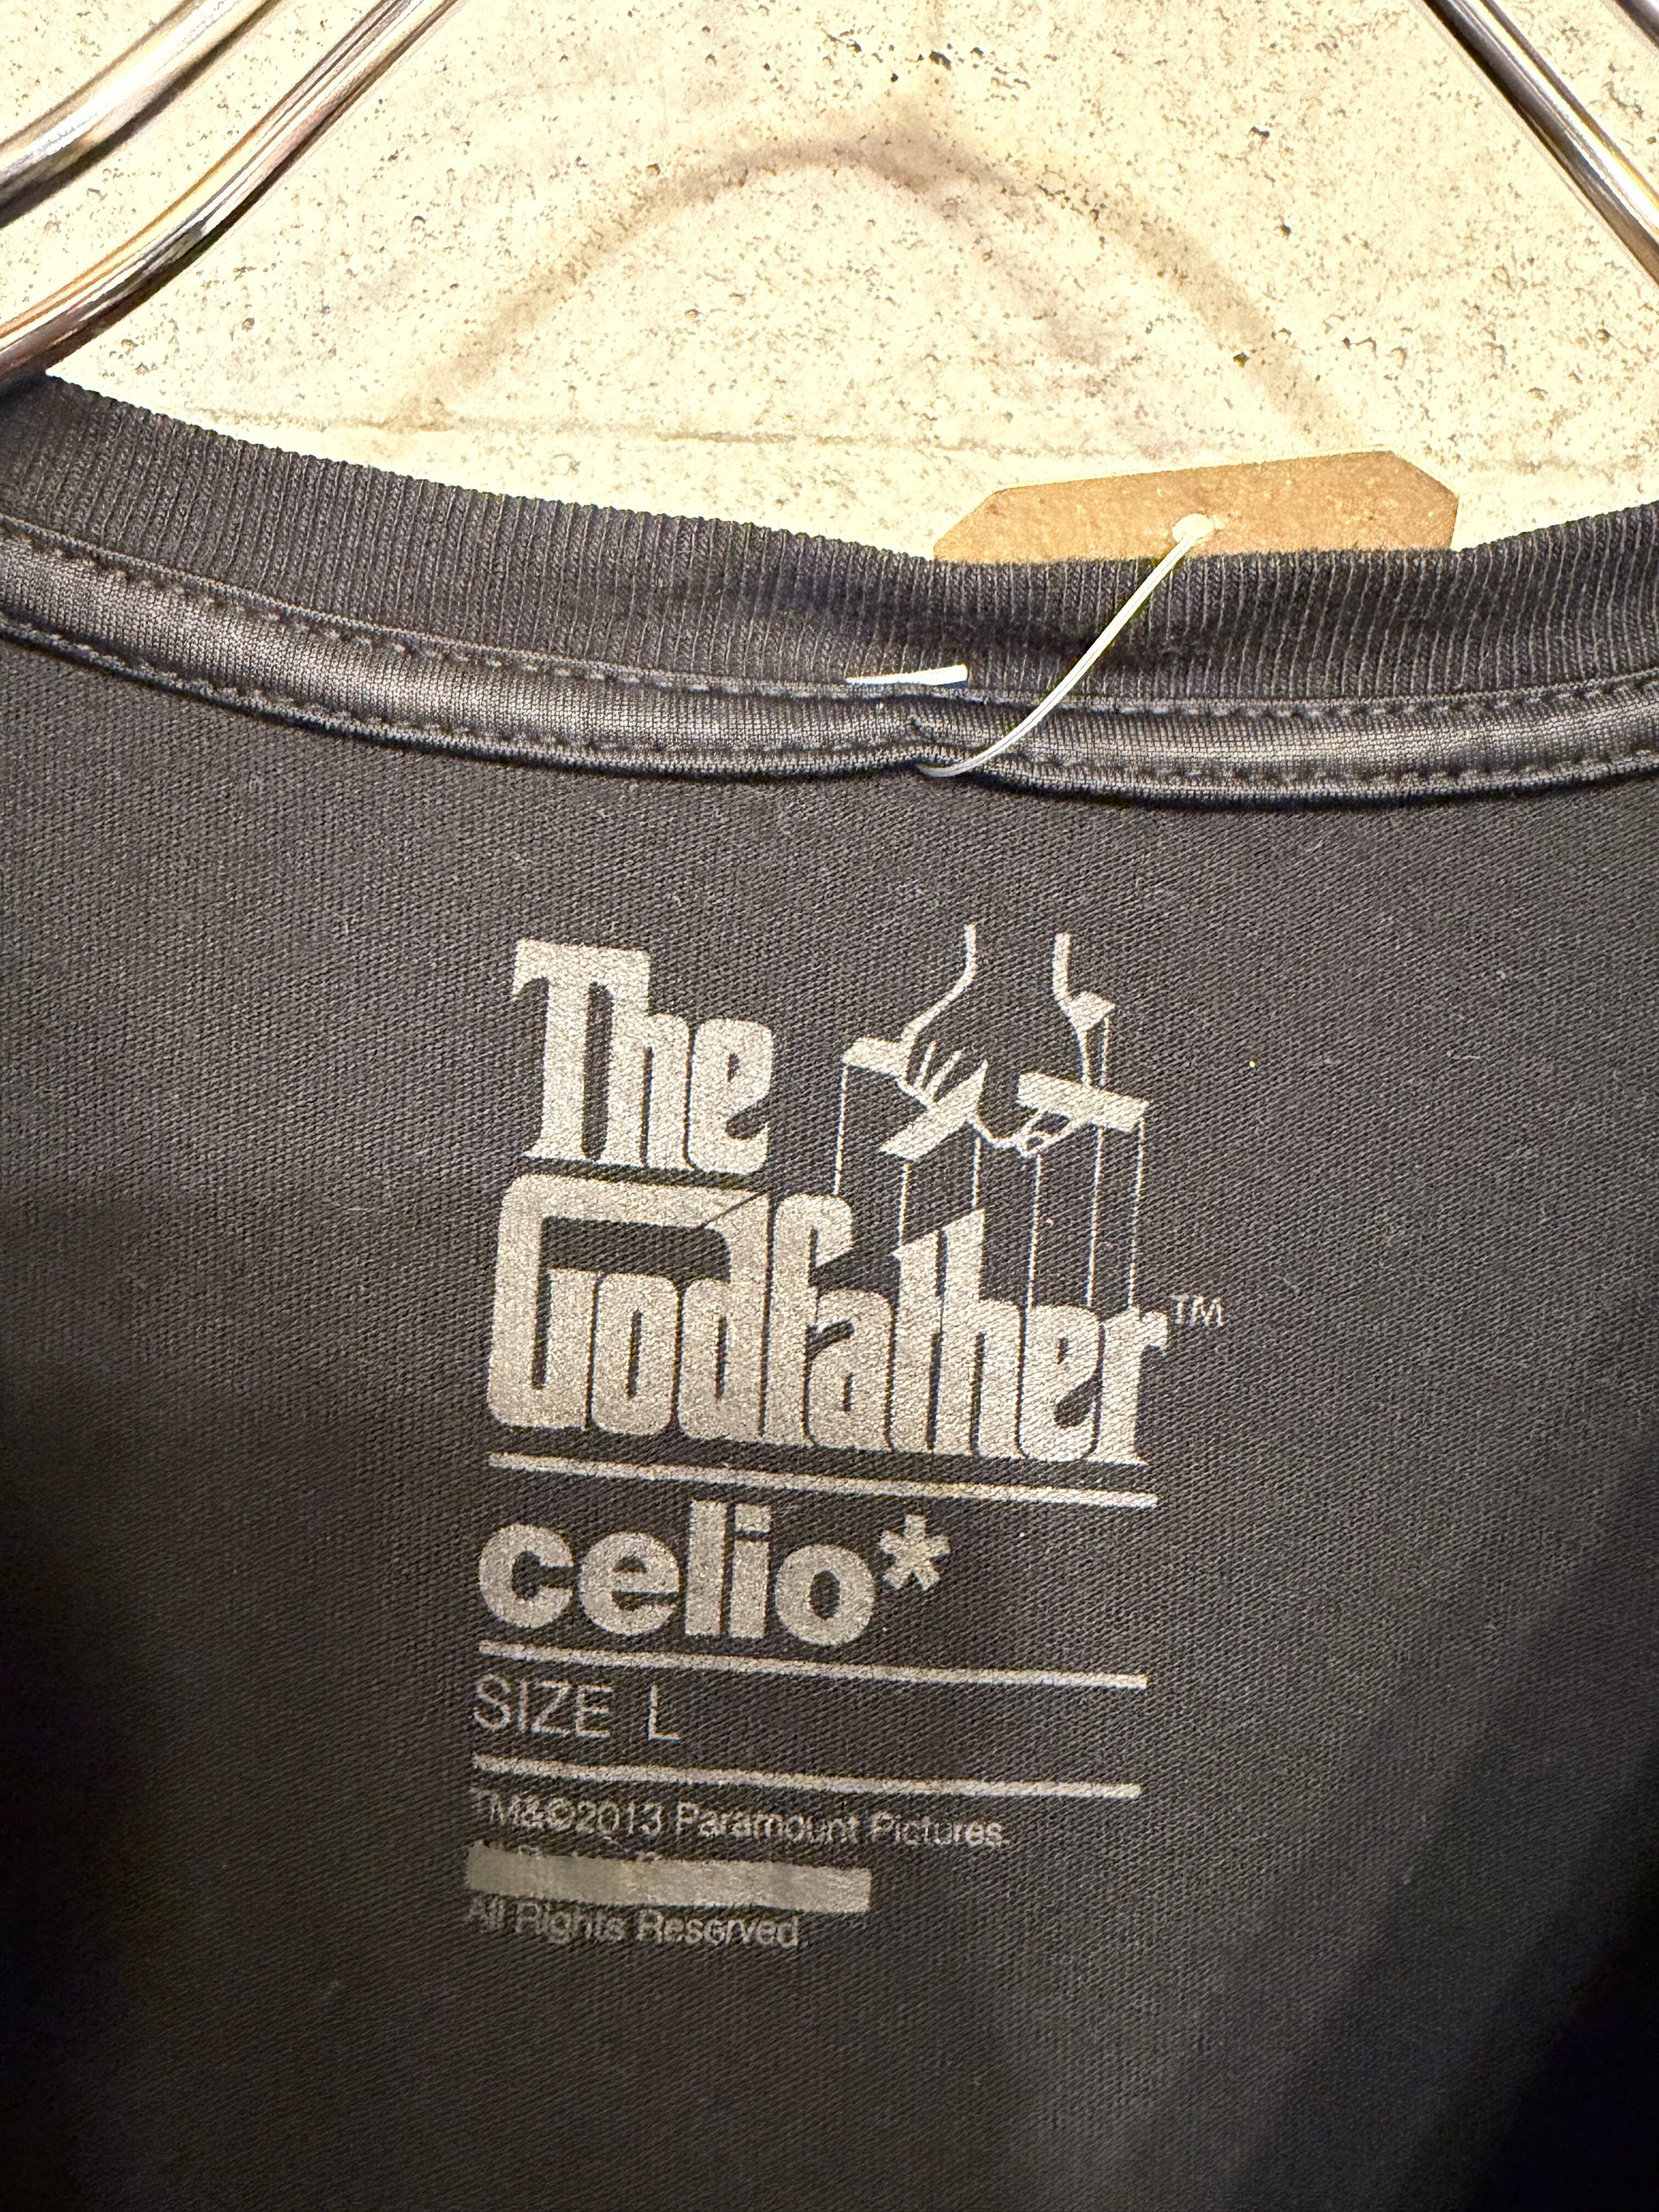 The
Godfather™
celio*
SIZE L
TM&©2013 Paramount Pictures.
All Rights Reserved